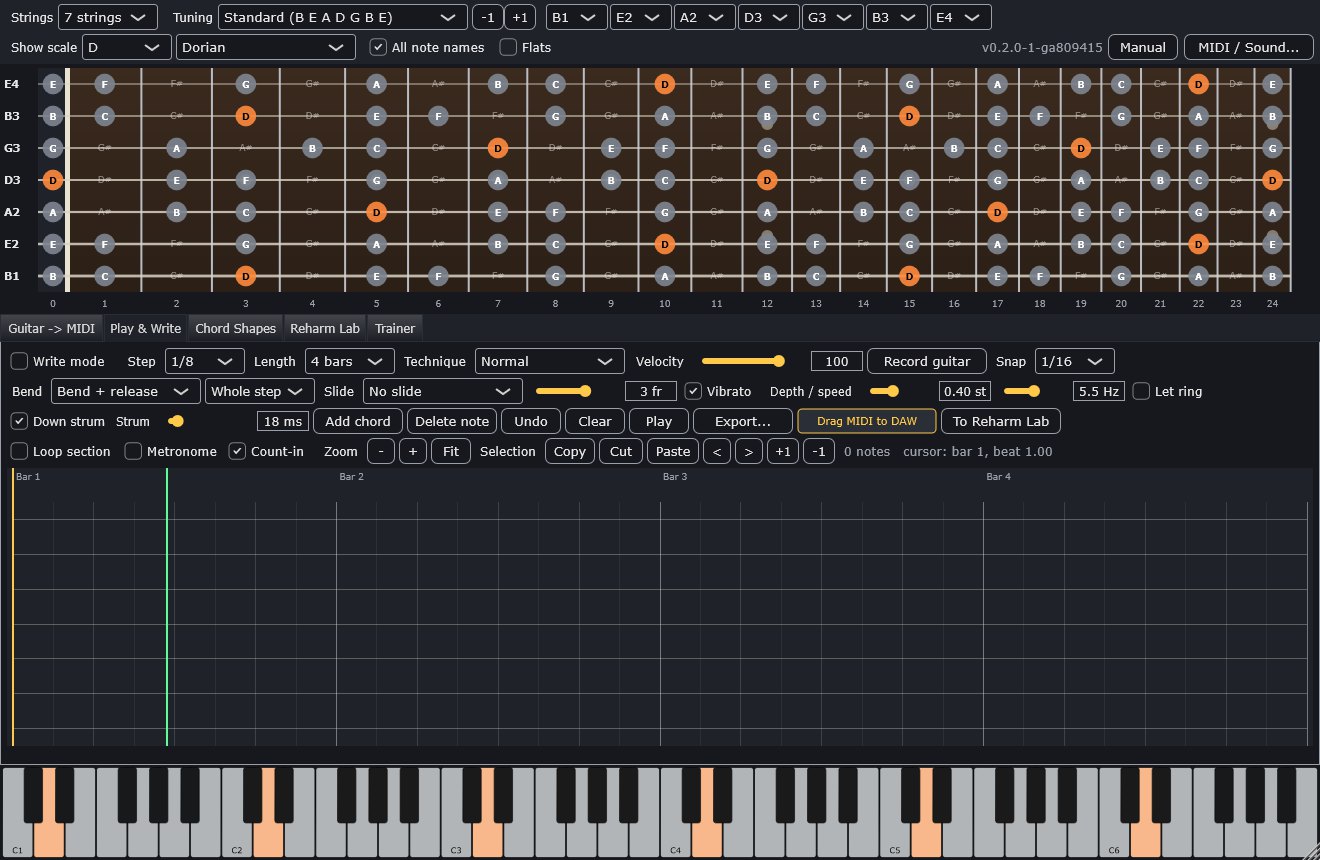 Strings 7 strings Tuning Standard (B E A D G B E) -1 +1 B1 E2 A2 D3 G3 B3 E4
Show scale D Dorian All note names Flats v0.2.0-1-ga809415 Manual MIDI / Sound...
E4 E F F# G G# A A# B C C# D D# E F F# G G# A A# B C C# D D# E
B3 B C C# D D# E F F# G G# A A# B C C# D D# E F F# G G# A A# B
G3 G G# A A# B C C# D D# E F F# G G# A A# B C C# D D# E F F# G
D3 D D# E F F# G G# A A# B C C# D D# E F F# G G# A A# B C C# D
A2 A A# B C C# D D# E F F# G G# A A# B C C# D D# E F F# G G# A
E2 E F F# G G# A A# B C C# D D# E F F# G G# A A# B C C# D D# E
B1 B C C# D D# E F F# G G# A A# B C C# D D# E F F# G G# A A# B
0 1 2 3 4 5 6 7 8 9 10 11 12 13 14 15 16 17 18 19 20 21 22 23 24
Guitar -> MIDI Play & Write Chord Shapes Reharm Lab Trainer
Write mode Step 1/8 Length 4 bars Technique Normal Velocity 100 Record guitar Snap 1/16
Bend Bend + release Whole step Slide No slide 3 fr Vibrato Depth / speed 0.40 st 5.5 Hz Let ring
Down strum Strum 18 ms Add chord Delete note Undo Clear Play Export... Drag MIDI to DAW To Reharm Lab
Loop section Metronome Count-in Zoom - + Fit Selection Copy Cut Paste < > +1 -1 0 notes cursor: bar 1, beat 1.00
Bar 1 Bar 2 Bar 3 Bar 4
C1 C2 C3 C4 C5 C6